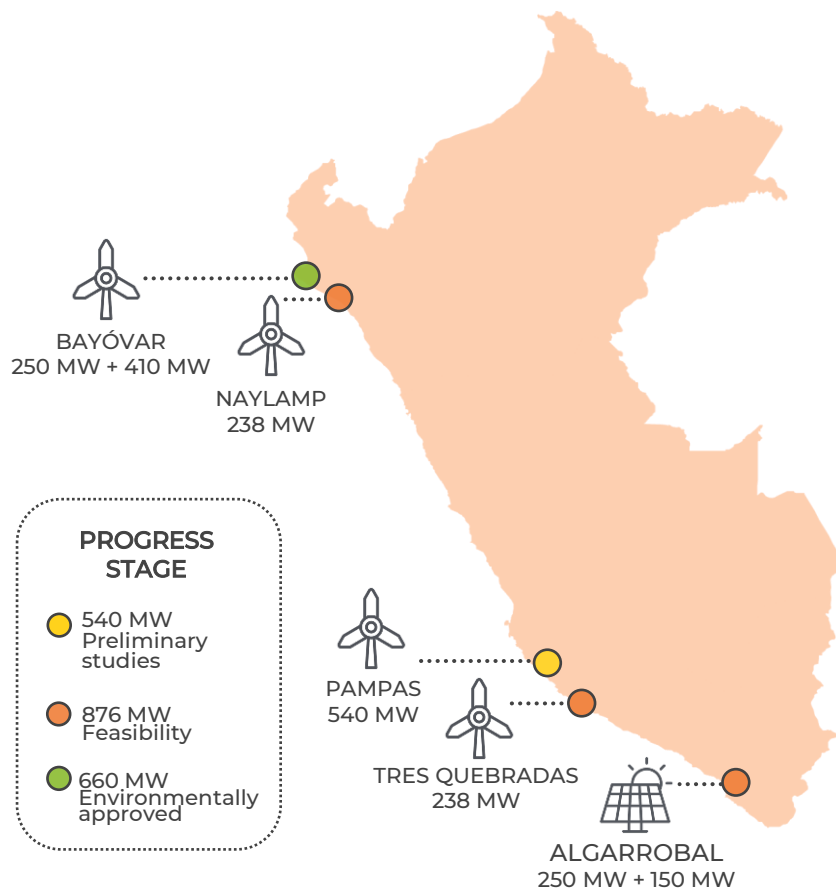 BAYÓVAR
250 MW + 410 MW
NAYLAMP
238 MW
PROGRESS
STAGE
540 MW
Preliminary
studies
876 MW
Feasibility
660 MW
Environmentally
approved
PAMPAS
540 MW
TRES QUEBRADAS
238 MW
ALGARROBAL
250 MW + 150 MW